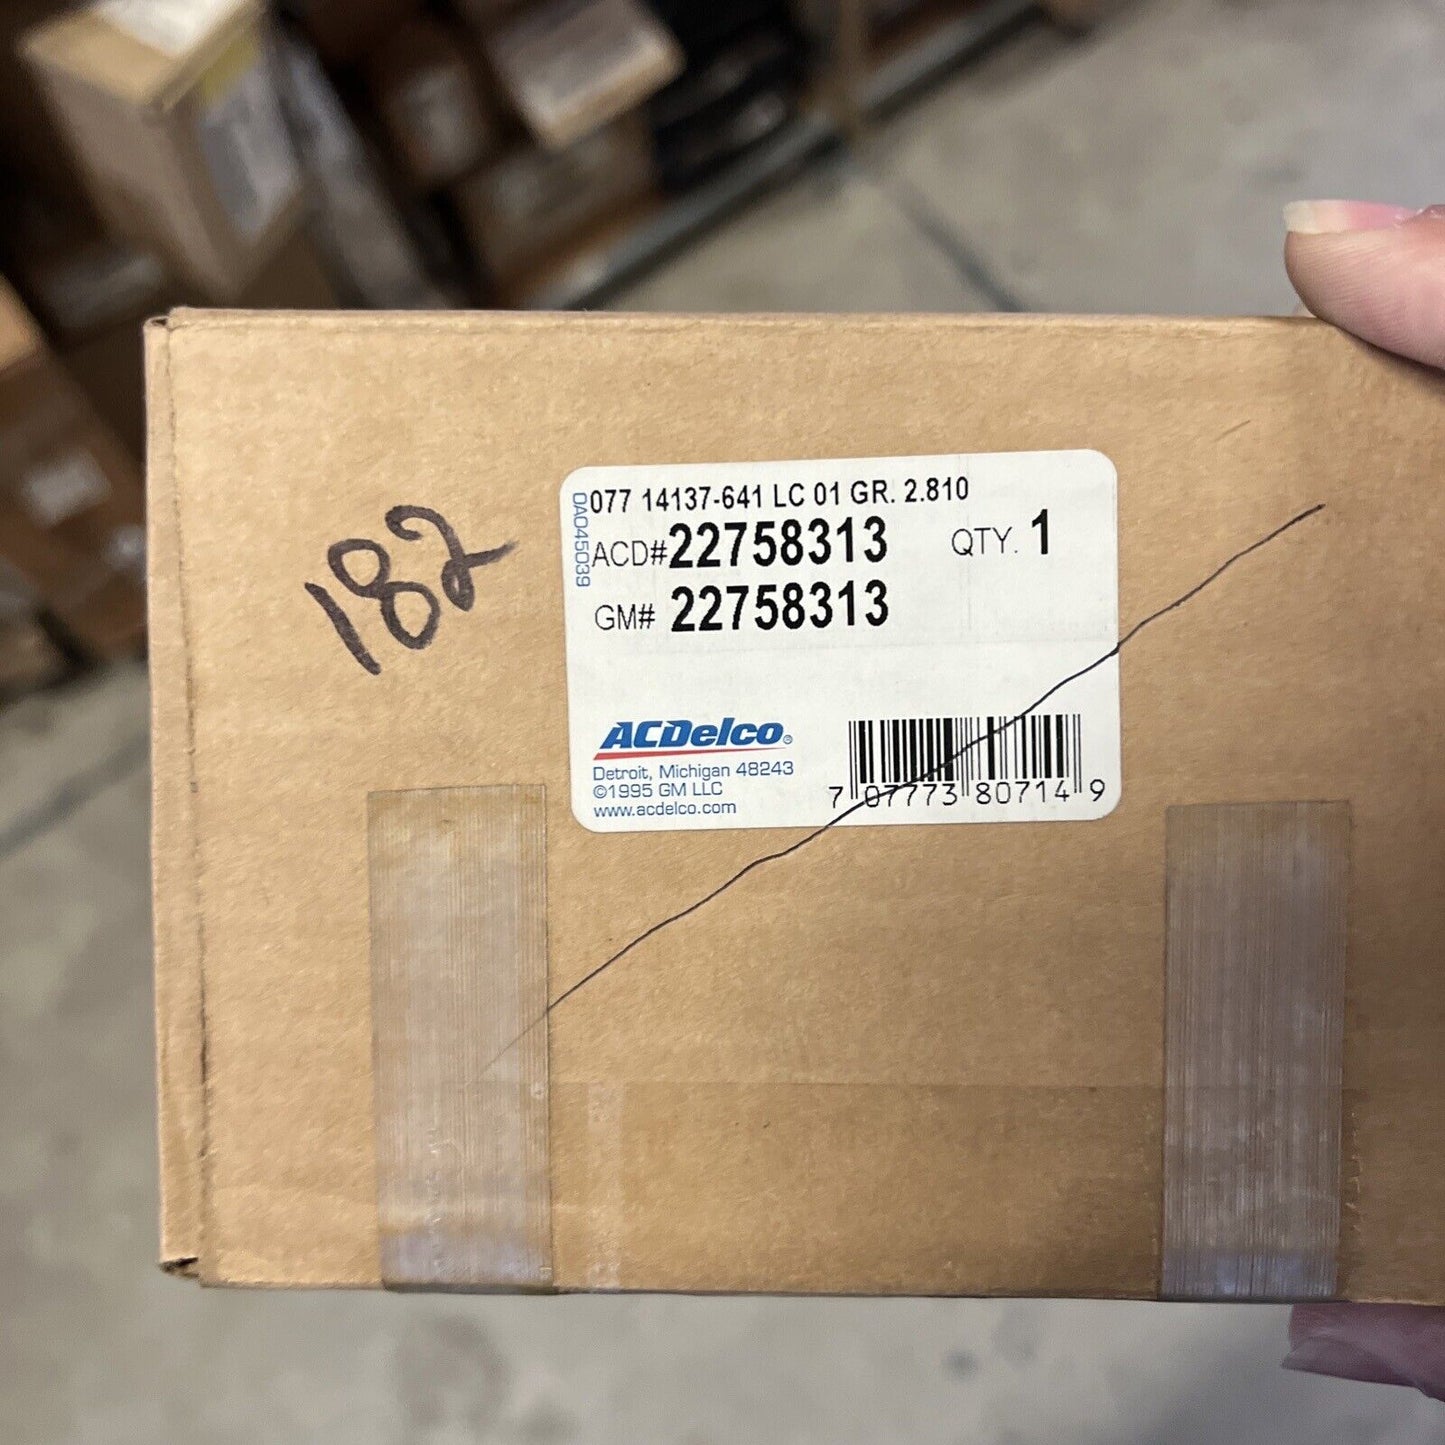 182
0A045039
077 14137-641 LC 01 GR. 2.810
ACD# 22758313 QTY. 1
GM# 22758313
ACDelco®
Detroit, Michigan 48243
©1995 GM LLC
www.acdelco.com
7 07773 80714 9